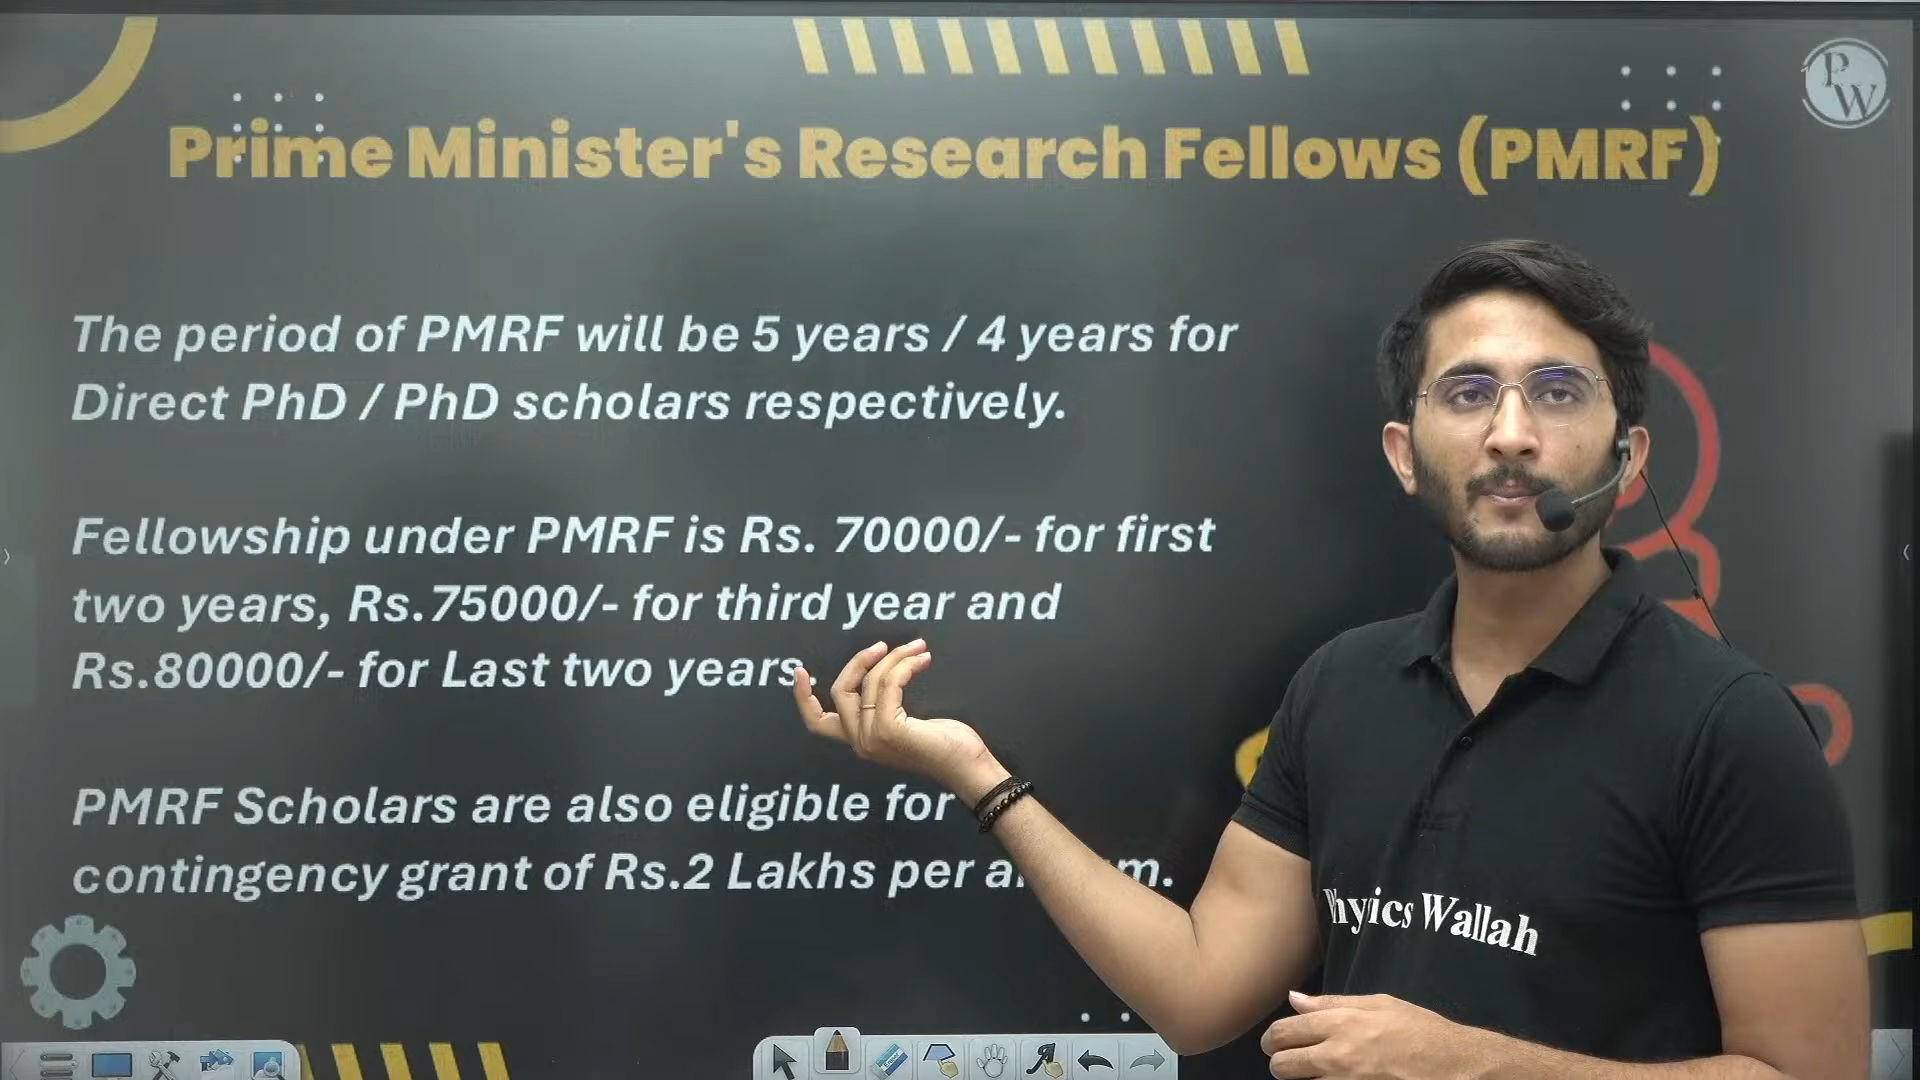 PW
Prime Minister's Research Fellows (PMRF)
The period of PMRF will be 5 years / 4 years for
Direct PhD / PhD scholars respectively.
Fellowship under PMRF is Rs. 70000/- for first
two years, Rs.75000/- for third year and
Rs.80000/- for Last two years.
PMRF Scholars are also eligible for
contingency grant of Rs.2 Lakhs per
Physics Wallah